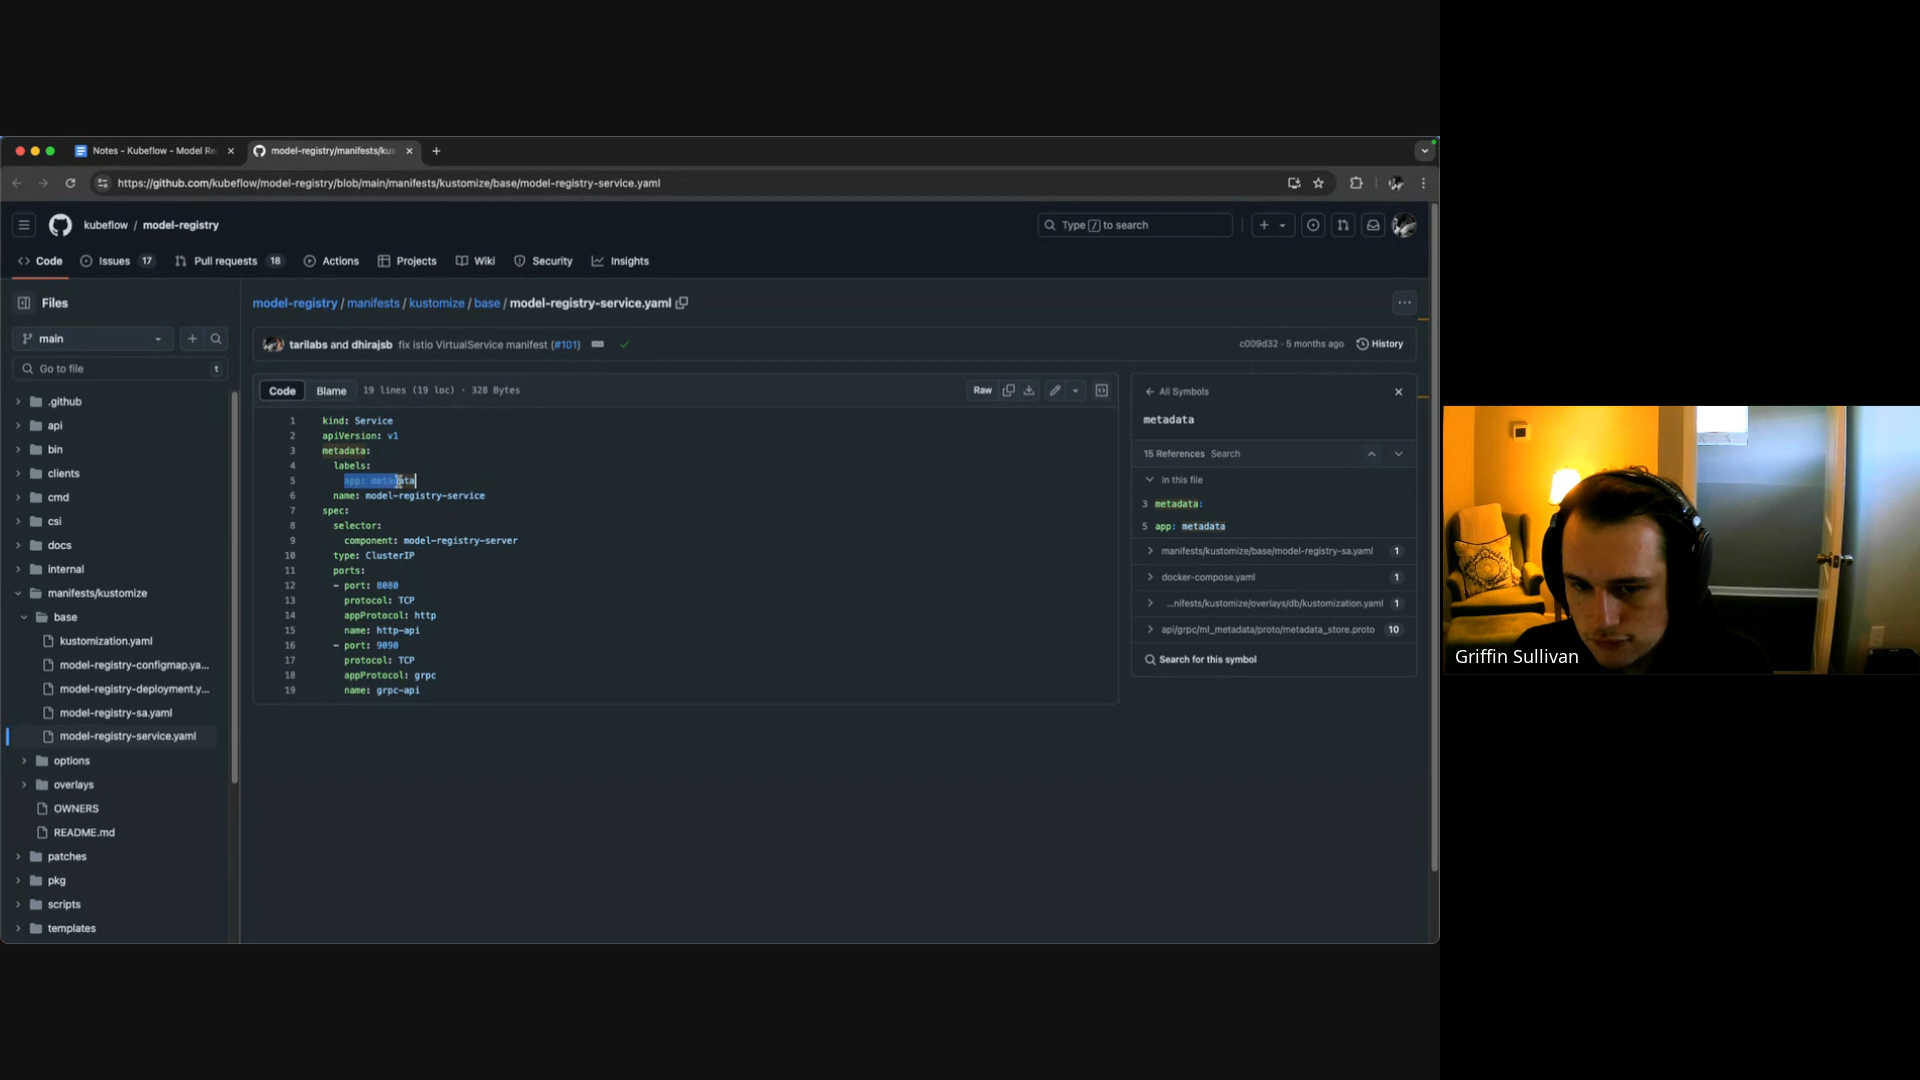 Notes - Kubeflow - Model Re
model-registry/manifests/kus
https://github.com/kubeflow/model-registry/blob/main/manifests/kustomize/base/model-registry-service.yaml
kubeflow / model-registry
Type / to search
Code
Issues 17
Pull requests 18
Actions
Projects
Wiki
Security
Insights
Files
main
Go to file t
.github
api
bin
clients
cmd
csi
docs
internal
manifests/kustomize
base
kustomization.yaml
model-registry-configmap.ya...
model-registry-deployment.y...
model-registry-sa.yaml
model-registry-service.yaml
options
overlays
OWNERS
README.md
patches
pkg
scripts
templates
model-registry / manifests / kustomize / base / model-registry-service.yaml
tarilabs and dhirajsb fix istio VirtualService manifest (#101)
c009d32 · 5 months ago History
Code Blame 19 lines (19 loc) · 328 Bytes
Raw
1 kind: Service
2 apiVersion: v1
3 metadata:
4 labels:
5 app: metadata
6 name: model-registry-service
7 spec:
8 selector:
9 component: model-registry-server
10 type: ClusterIP
11 ports:
12 - port: 8080
13 protocol: TCP
14 appProtocol: http
15 name: http-api
16 - port: 9090
17 protocol: TCP
18 appProtocol: grpc
19 name: grpc-api
All Symbols
metadata
15 References Search
In this file
3 metadata:
5 app: metadata
manifests/kustomize/base/model-registry-sa.yaml 1
docker-compose.yaml 1
...nifests/kustomize/overlays/db/kustomization.yaml 1
api/grpc/ml_metadata/proto/metadata_store.proto 10
Search for this symbol
Griffin Sullivan